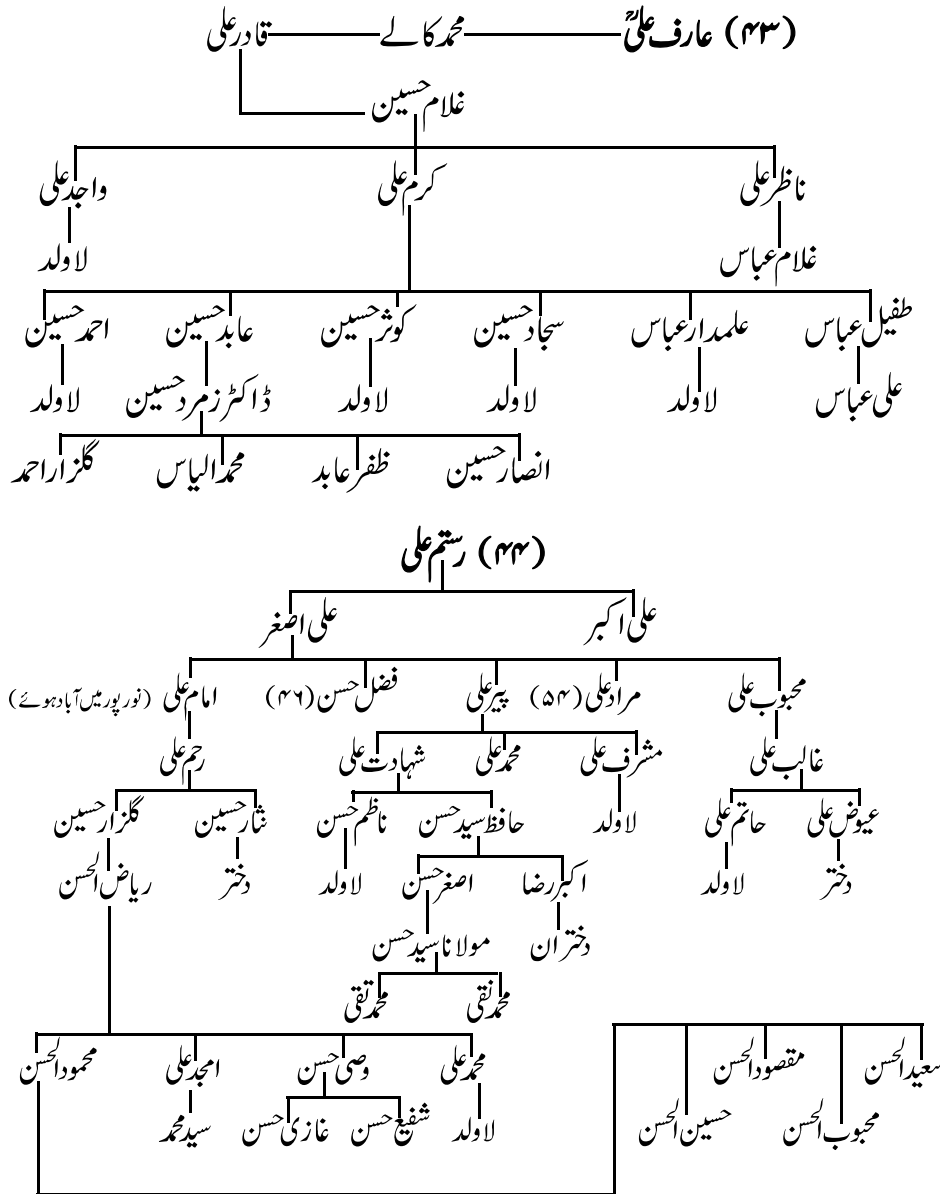 (۴۳) عارف علیؒ محمد کالے قادر علی
غلام حسین
ناظر علی کرم علی واجد علی
غلام عباس لاولد
طفیل عباس علمدار عباس سجاد حسین کوثر حسین عابد حسین احمد حسین
علی عباس لاولد لاولد لاولد ڈاکٹر زمرد حسین لاولد
انصار حسین ظفر عابد محمد الیاس گلزار احمد
(۴۴) رستم علی
علی اکبر علی اصغر
محبوب علی مراد علی (۵۴) پیر علی فضل حسن (۴۶) امام علی (نور پور میں آباد ہوئے)
غالب علی مشرف علی محمد علی شہادت علی رحم علی
عیوض علی حاتم علی لاولد حافظ سید حسن ناظم حسن نثار حسین گلزار حسین
دختر لاولد اکبر رضا اصغر حسن لاولد دختر ریاض الحسن
دختران مولانا سید حسن
محمد نقی محمد تقی
سعید الحسن مقصود الحسن محمد علی وصی حسن امجد علی محمود الحسن
محبوب الحسن حسین الحسن لاولد شفیع حسن غازی حسن سید محمد